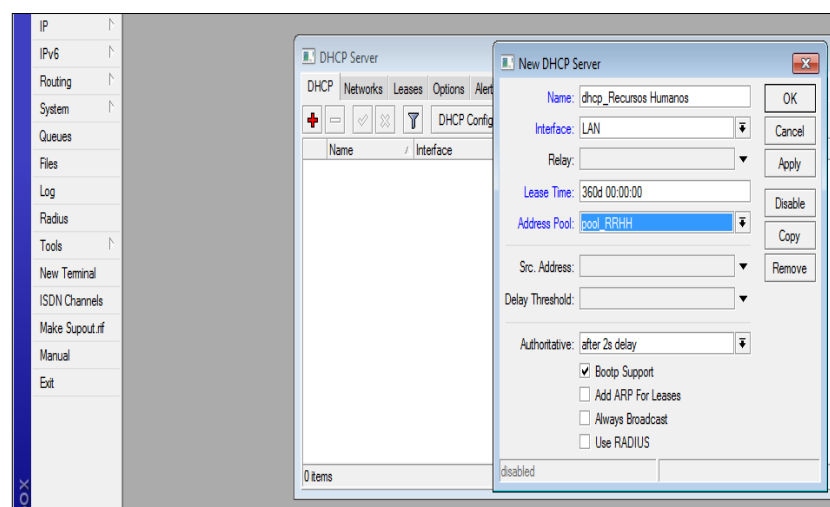 IP
IPv6
Routing
System
Queues
Files
Log
Radius
Tools
New Terminal
ISDN Channels
Make Supout.rif
Manual
Exit
DHCP Server
DHCP Networks Leases Options Alert
DHCP Config
Name / Interface
0 items
New DHCP Server
Name: dhcp_Recursos Humanos
Interface: LAN
Relay:
Lease Time: 360d 00:00:00
Address Pool: pool_RRHH
Src. Address:
Delay Threshold:
Authoritative: after 2s delay
Bootp Support
Add ARP For Leases
Always Broadcast
Use RADIUS
disabled
OK
Cancel
Apply
Disable
Copy
Remove